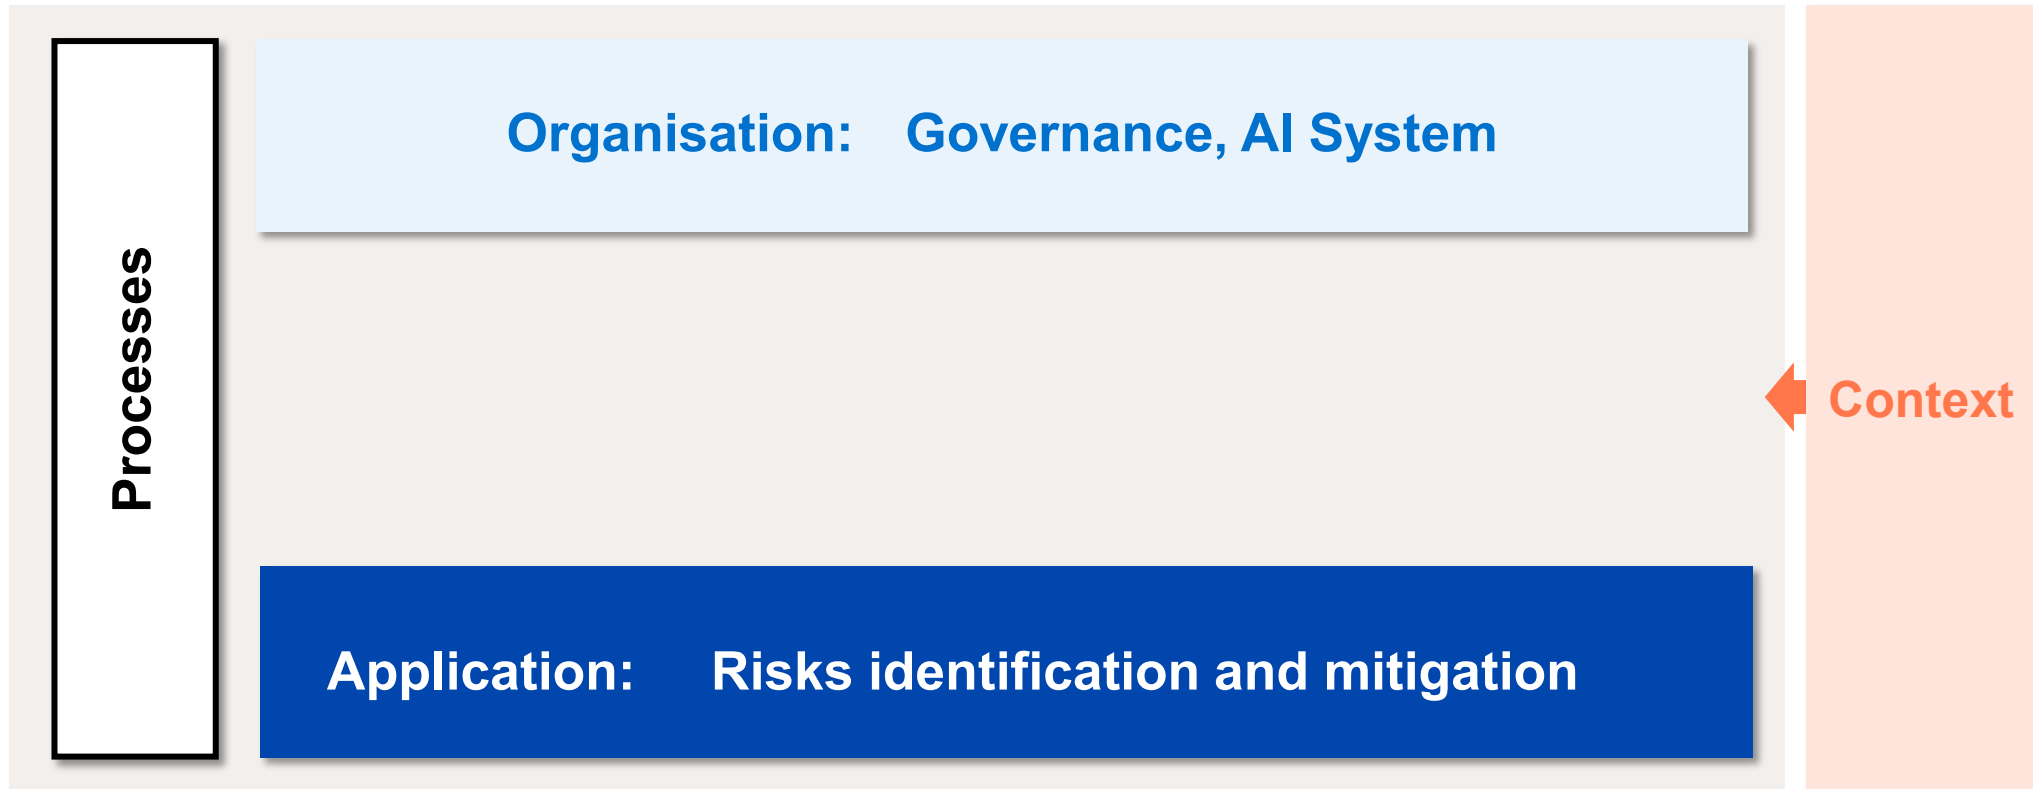 Processes
Organisation: Governance, AI System
Context
Application: Risks identification and mitigation